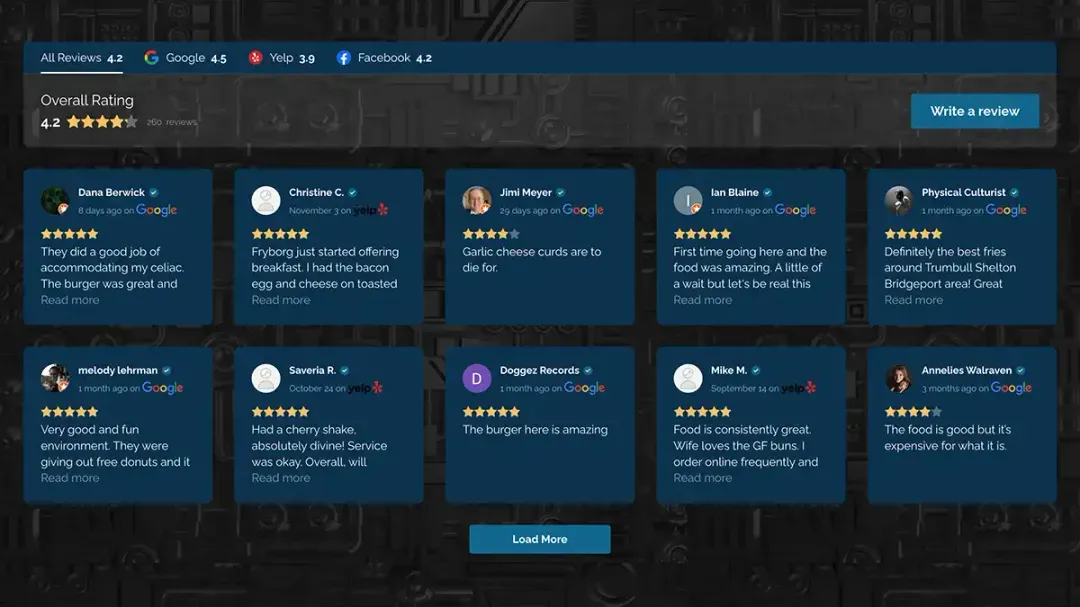 All Reviews 4.2 Google 4.5 Yelp 3.9 Facebook 4.2
Overall Rating
4.2 260 reviews
Write a review
Dana Berwick
8 days ago on Google
They did a good job of
accommodating my celiac.
The burger was great and
Read more
Christine C.
November 3 on yelp
Fryborg just started offering
breakfast. I had the bacon
egg and cheese on toasted
Read more
Jimi Meyer
29 days ago on Google
Garlic cheese curds are to
die for.
I
Ian Blaine
1 month ago on Google
First time going here and the
food was amazing. A little of
a wait but let's be real this
Read more
Physical Culturist
1 month ago on Google
Definitely the best fries
around Trumbull Shelton
Bridgeport area! Great
Read more
melody lehrman
1 month ago on Google
Very good and fun
environment. They were
giving out free donuts and it
Read more
Saveria R.
October 24 on yelp
Had a cherry shake,
absolutely divine! Service
was okay. Overall, will
Read more
D
Doggez Records
1 month ago on Google
The burger here is amazing
Mike M.
September 14 on yelp
Food is consistently great.
Wife loves the GF buns. I
order online frequently and
Read more
Annelies Walraven
3 months ago on Google
The food is good but it's
expensive for what it is.
Load More